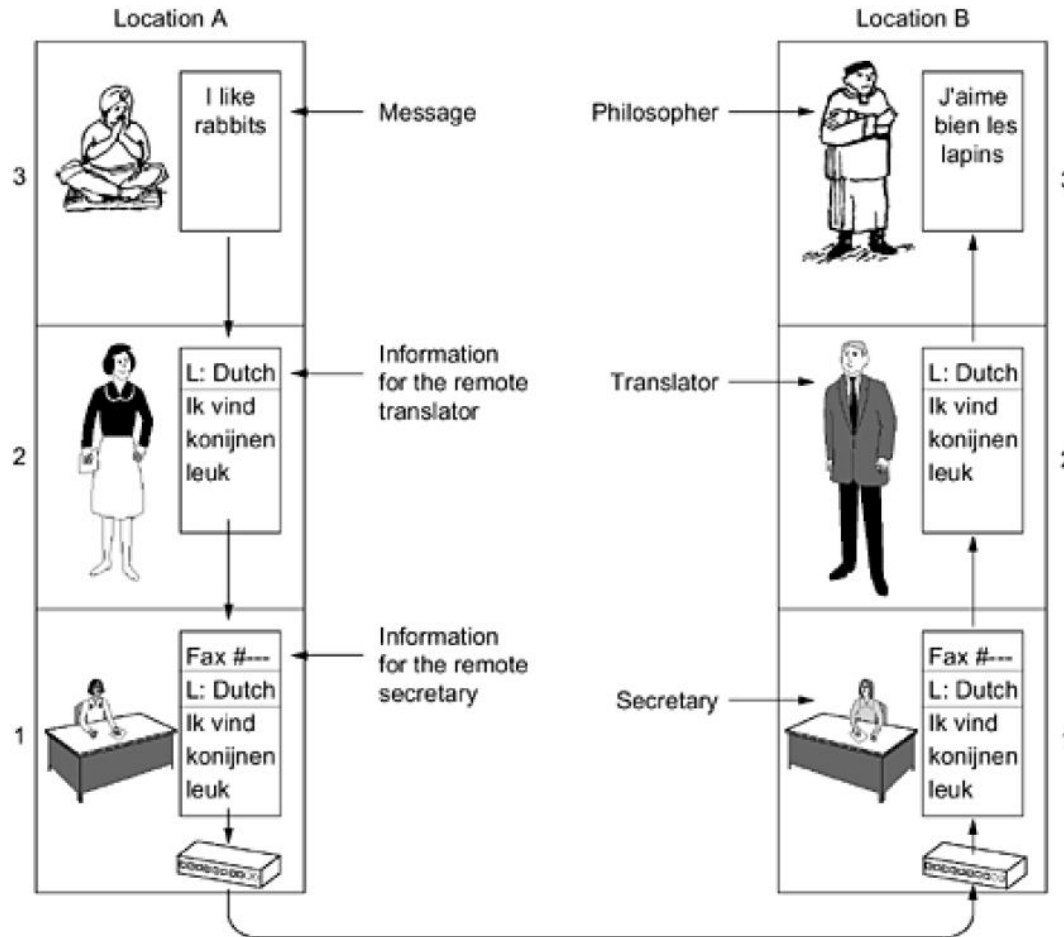 Location A
Location B
3
I like
rabbits
Message
Philosopher
J'aime
bien les
lapins
2
L: Dutch
Ik vind
konijnen
leuk
Information
for the remote
translator
Translator
L: Dutch
Ik vind
konijnen
leuk
1
Fax #---
L: Dutch
Ik vind
konijnen
leuk
Information
for the remote
secretary
Secretary
Fax #---
L: Dutch
Ik vind
konijnen
leuk